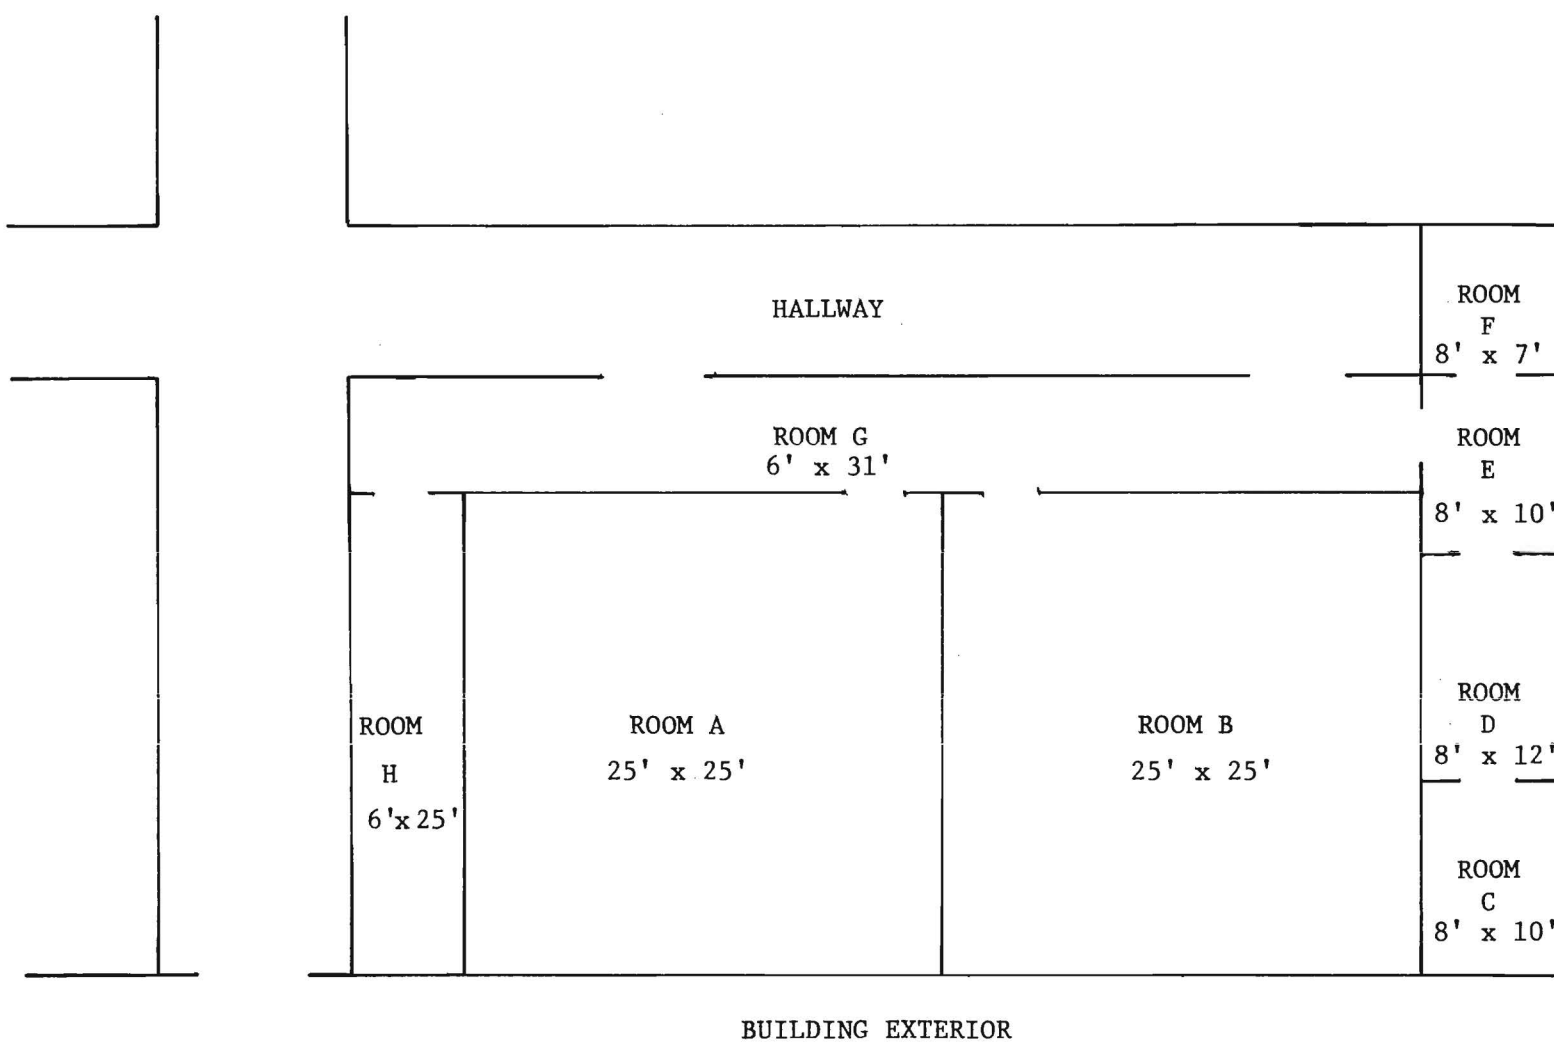 HALLWAY
ROOM
F
8' x 7'
ROOM G
6' x 31'
ROOM
E
8' x 10'
ROOM
H
6' x 25'
ROOM A
25' x 25'
ROOM B
25' x 25'
ROOM
D
8' x 12'
ROOM
C
8' x 10'
BUILDING EXTERIOR